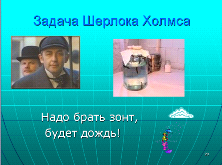 Задача Шерлока Холмса
Надо брать зонт,
будет дождь!